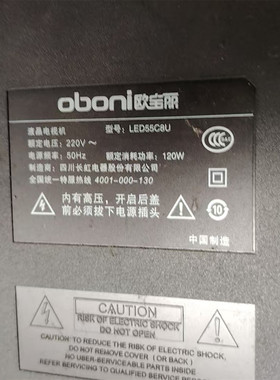 oboni欧宝丽
液晶电视机 型号：LED55C8U
额定电压：220V～
电源频率：50Hz 额定消耗功率：120W
制造商：四川长虹电器股份有限公司
全国统一特服热线 4001-000-130
内有高压，开启后盖
前必须拔下电源插头
10
中国制造
CAUTION
RISK OF ELECTRIC SHOCK
DO NOT OPEN
CAUTION: TO REDUCE THE RISK OF ELECTRIC SHOCK,
DO NOT REMOVE COVER (OR BACK)
NO USER-SERVICEABLE PARTS INSIDE
REFER SERVICING TO QUALIFIED SERVICE PERSONNEL.